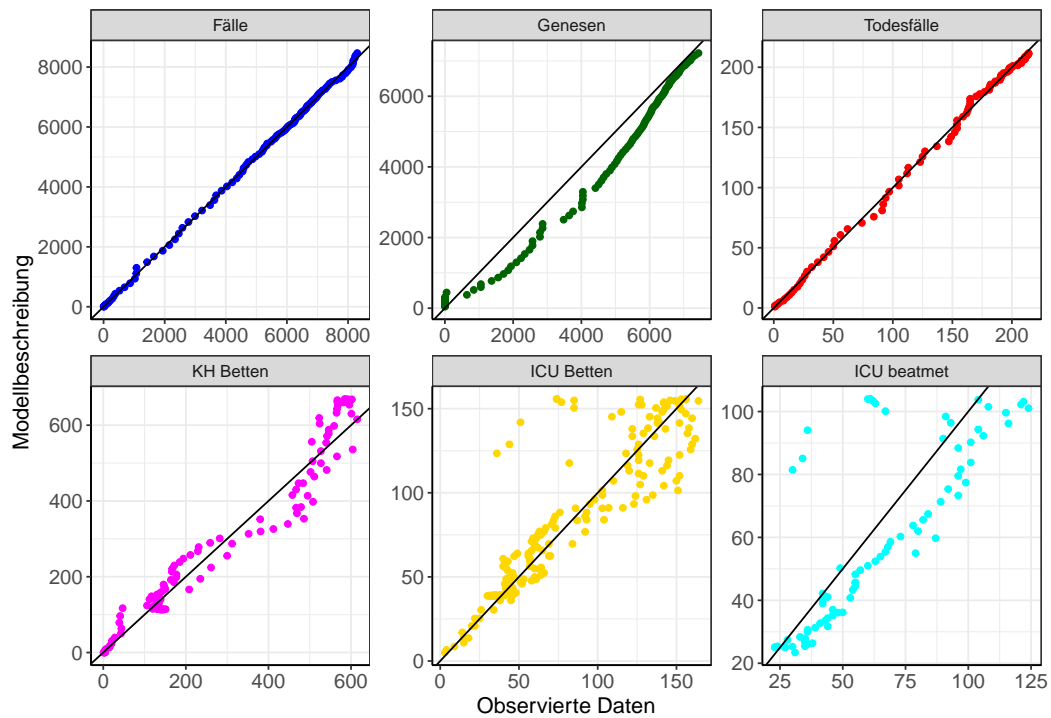 Fälle
Genesen
Todesfälle
8000
6000
4000
2000
0
0 2000 4000 6000 8000
6000
4000
2000
0
0 2000 4000 6000
200
150
100
50
0
0 50 100 150 200
KH Betten
ICU Betten
ICU beatmet
600
400
200
0
0 200 400 600
150
100
50
0
50 100 150
100
80
60
40
20
25 50 75 100 125
Modellbeschreibung
Observierte Daten